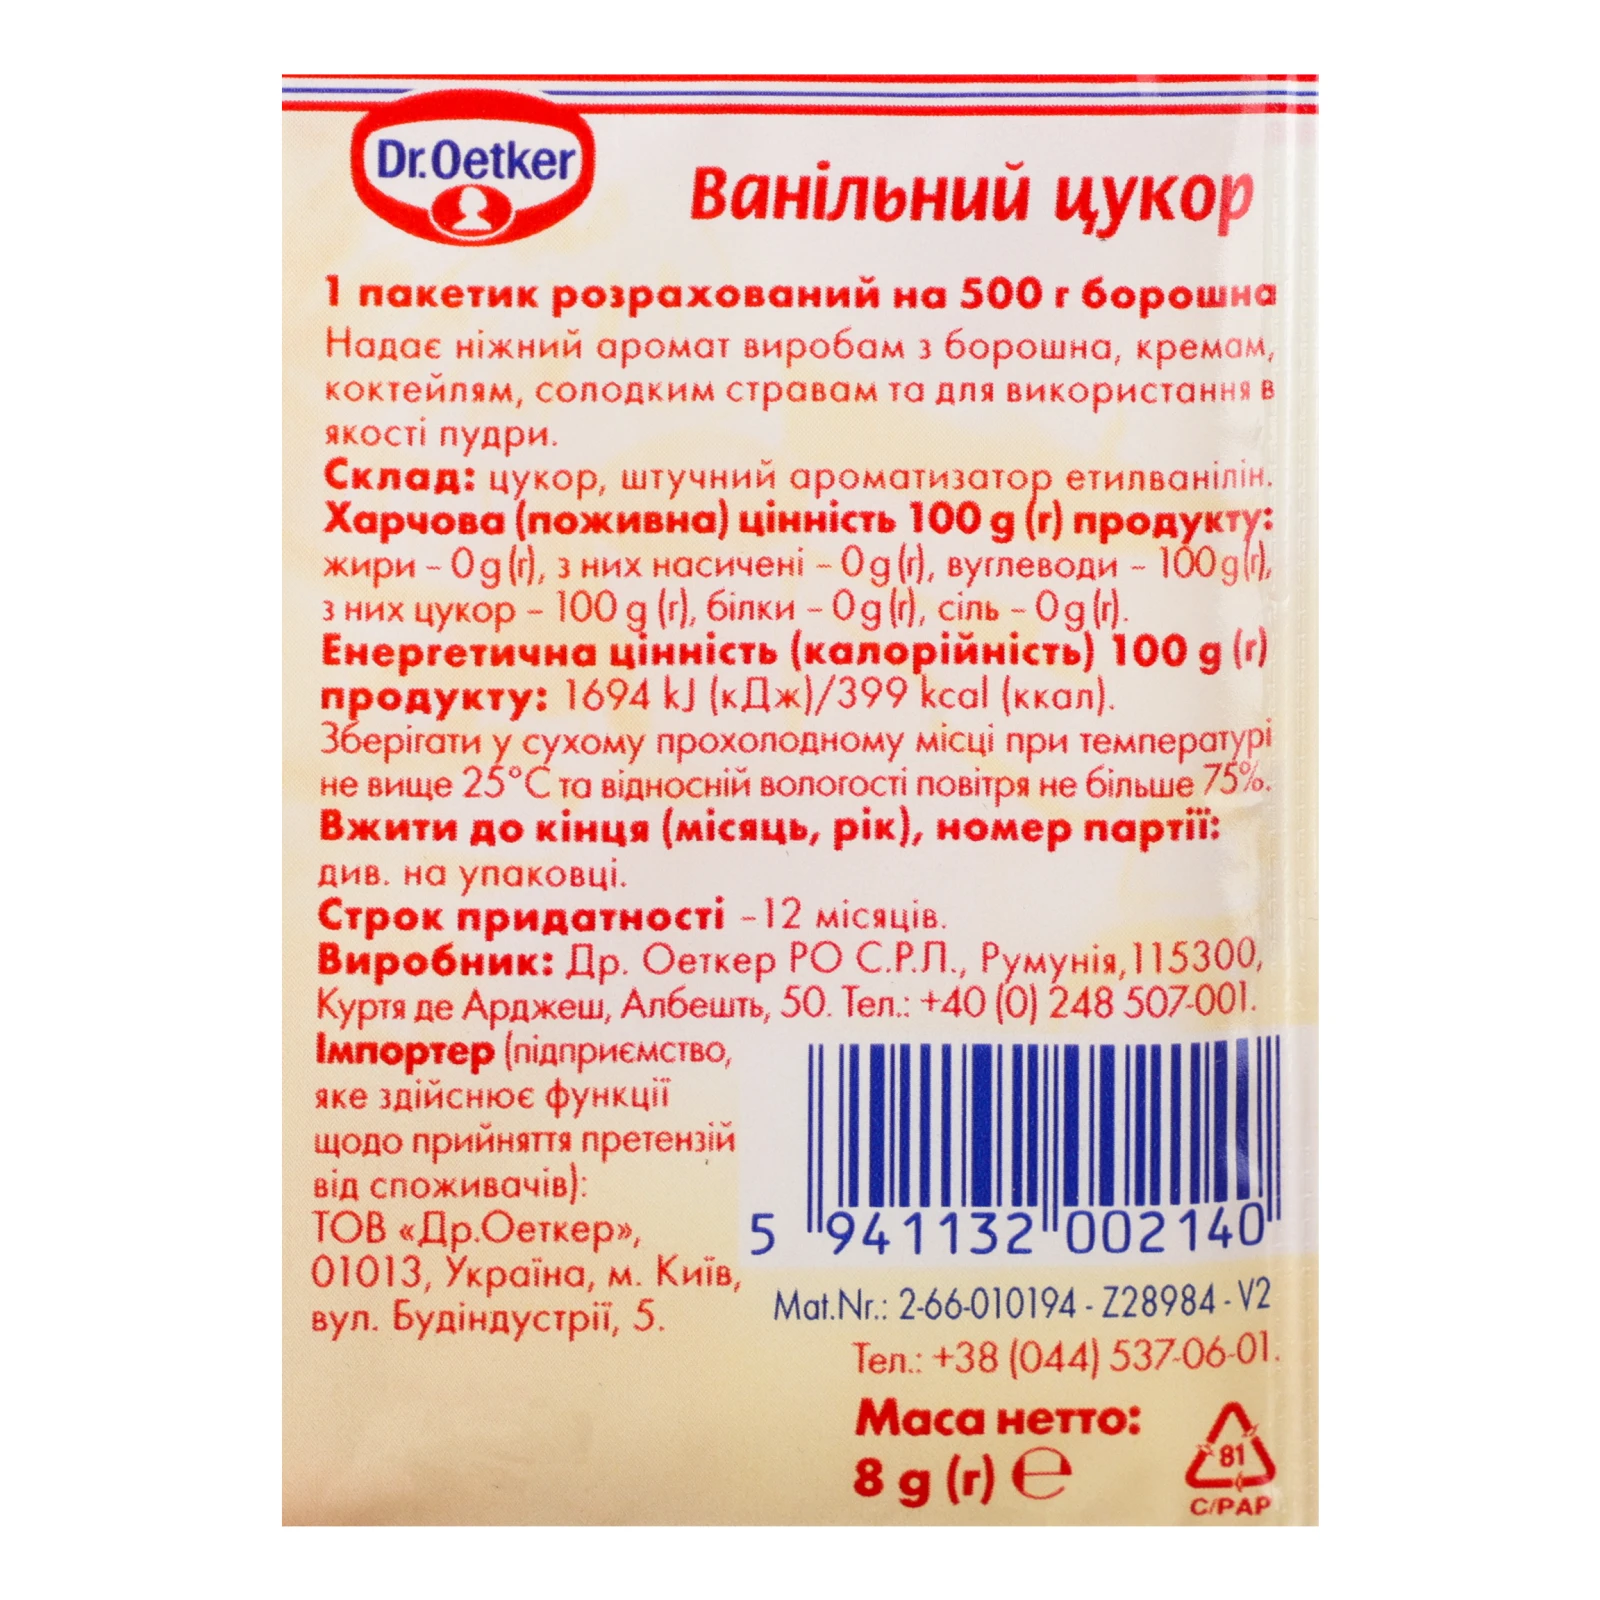 Dr.Oetker
Ванільний цукор
1 пакетик розрахований на 500 г борошна
Надає ніжний аромат виробам з борошна, кремам,
коктейлям, солодким стравам та для використання в
якості пудри.
Склад: цукор, штучний ароматизатор етилванілін.
Харчова (поживна) цінність 100 g (г) продукту:
жири – 0g(г), з них насичені – 0g(г), вуглеводи – 100g(г),
з них цукор – 100 g (г), білки – 0g(г), сіль – 0g(г).
Енергетична цінність (калорійність) 100 g (г)
продукту: 1694 kJ (кДж)/399 kcal (ккал).
Зберігати у сухому прохолодному місці при температурі
не вище 25°C та відносній вологості повітря не більше 75%.
Вжити до кінця (місяць, рік), номер партії:
див. на упаковці.
Строк придатності –12 місяців.
Виробник: Др. Оеткер РО С.Р.Л., Румунія,115300,
Куртя де Арджеш, Албешть, 50. Тел.: +40 (0) 248 507-001.
Імпортер (підприємство,
яке здійснює функції
щодо прийняття претензій
від споживачів):
ТОВ «Др.Оеткер»,
01013, Україна, м. Київ,
вул. Будіндустрії, 5.
5 941132 002140
Mat.Nr.: 2-66-010194 - Z28984 - V2
Тел.: +38 (044) 537-06-01.
Маса нетто:
8 g (г) ℮
81
C/PAP